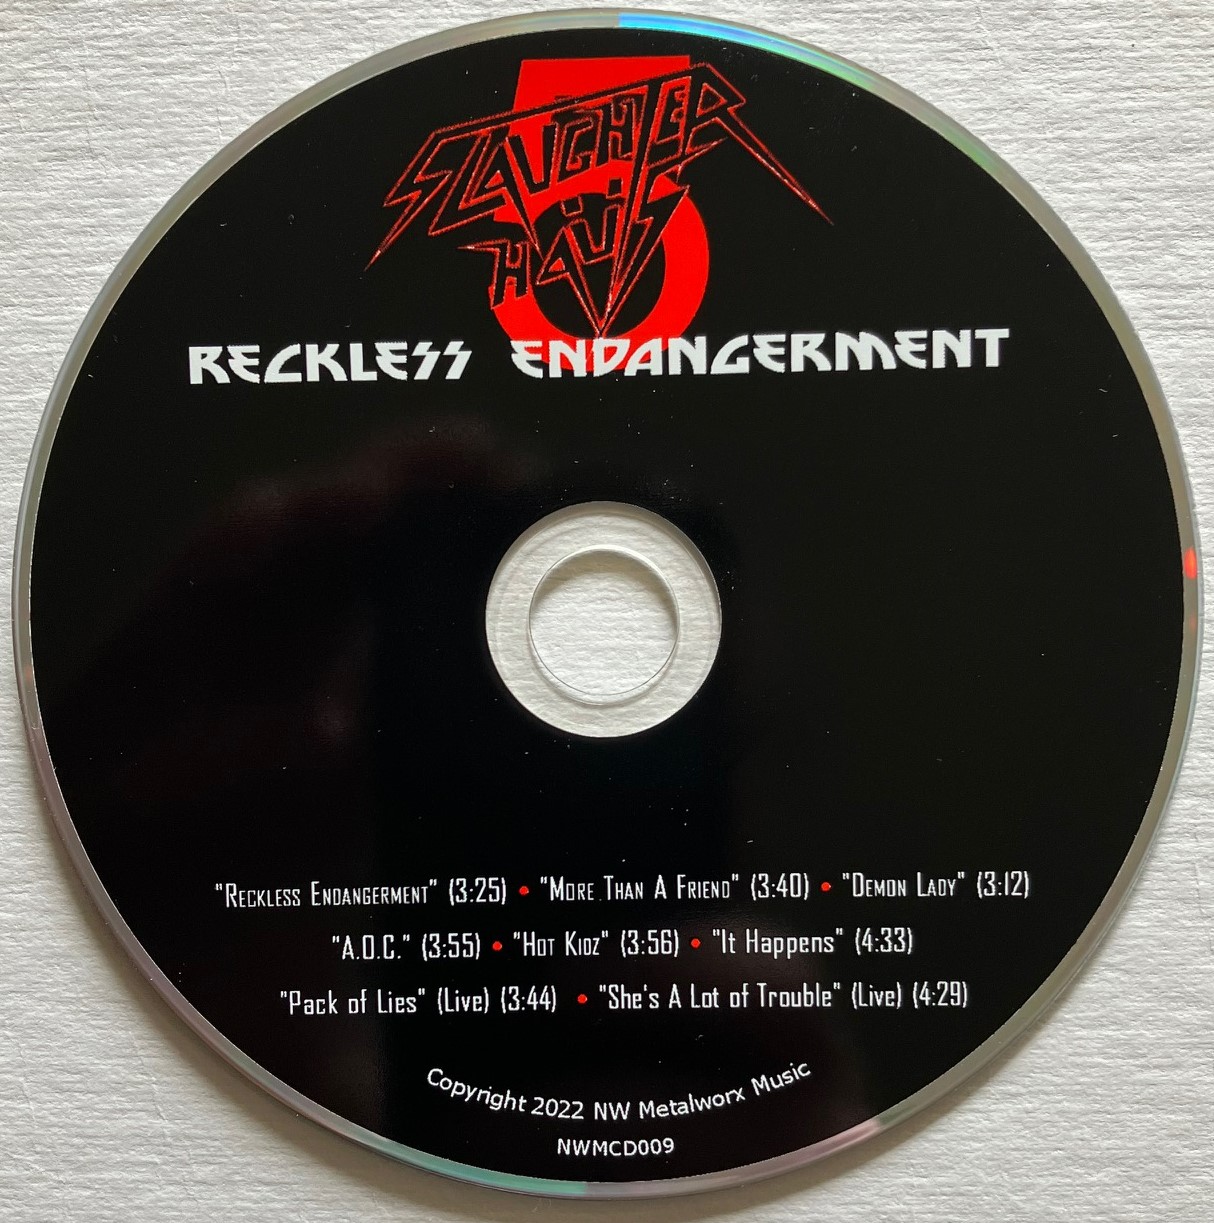 5
SLAUGHTER
HAUS
RECKLESS ENDANGERMENT
"Reckless Endangerment" (3:25) • "More Than A Friend" (3:40) • "Demon Lady" (3:12)
"A.O.C." (3:55) • "Hot Kidz" (3:56) • "It Happens" (4:33)
"Pack of Lies" (Live) (3:44) • "She's A Lot of Trouble" (Live) (4:29)
Copyright 2022 NW Metalworx Music
NWMCD009